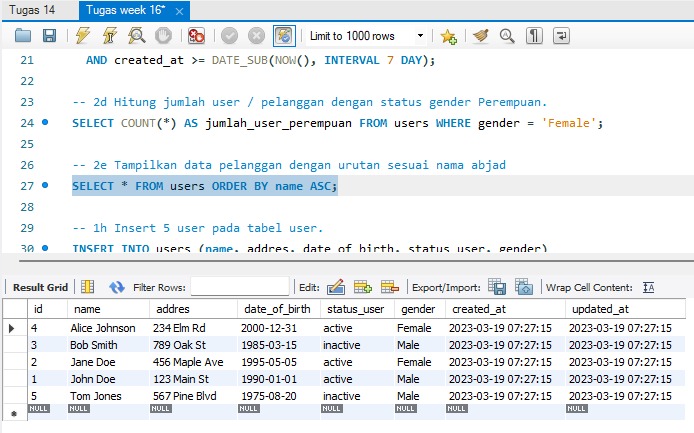 Tugas 14 Tugas week 16* ×
Limit to 1000 rows
21 AND created_at >= DATE_SUB(NOW(), INTERVAL 7 DAY);
22
23 -- 2d Hitung jumlah user / pelanggan dengan status gender Perempuan.
24 SELECT COUNT(*) AS jumlah_user_perempuan FROM users WHERE gender = 'Female';
25
26 -- 2e Tampilkan data pelanggan dengan urutan sesuai nama abjad
27 SELECT * FROM users ORDER BY name ASC;
28
29 -- 1h Insert 5 user pada tabel user.
30 INSERT INTO users (name, addres, date_of_birth, status_user, gender)
Result Grid Filter Rows: Edit: Export/Import: Wrap Cell Content: IA
id name addres date_of_birth status_user gender created_at updated_at
4 Alice Johnson 234 Elm Rd 2000-12-31 active Female 2023-03-19 07:27:15 2023-03-19 07:27:15
3 Bob Smith 789 Oak St 1985-03-15 inactive Male 2023-03-19 07:27:15 2023-03-19 07:27:15
2 Jane Doe 456 Maple Ave 1995-05-05 active Female 2023-03-19 07:27:15 2023-03-19 07:27:15
1 John Doe 123 Main St 1990-01-01 active Male 2023-03-19 07:27:15 2023-03-19 07:27:15
5 Tom Jones 567 Pine Blvd 1975-08-20 inactive Male 2023-03-19 07:27:15 2023-03-19 07:27:15
NULL NULL NULL NULL NULL NULL NULL NULL